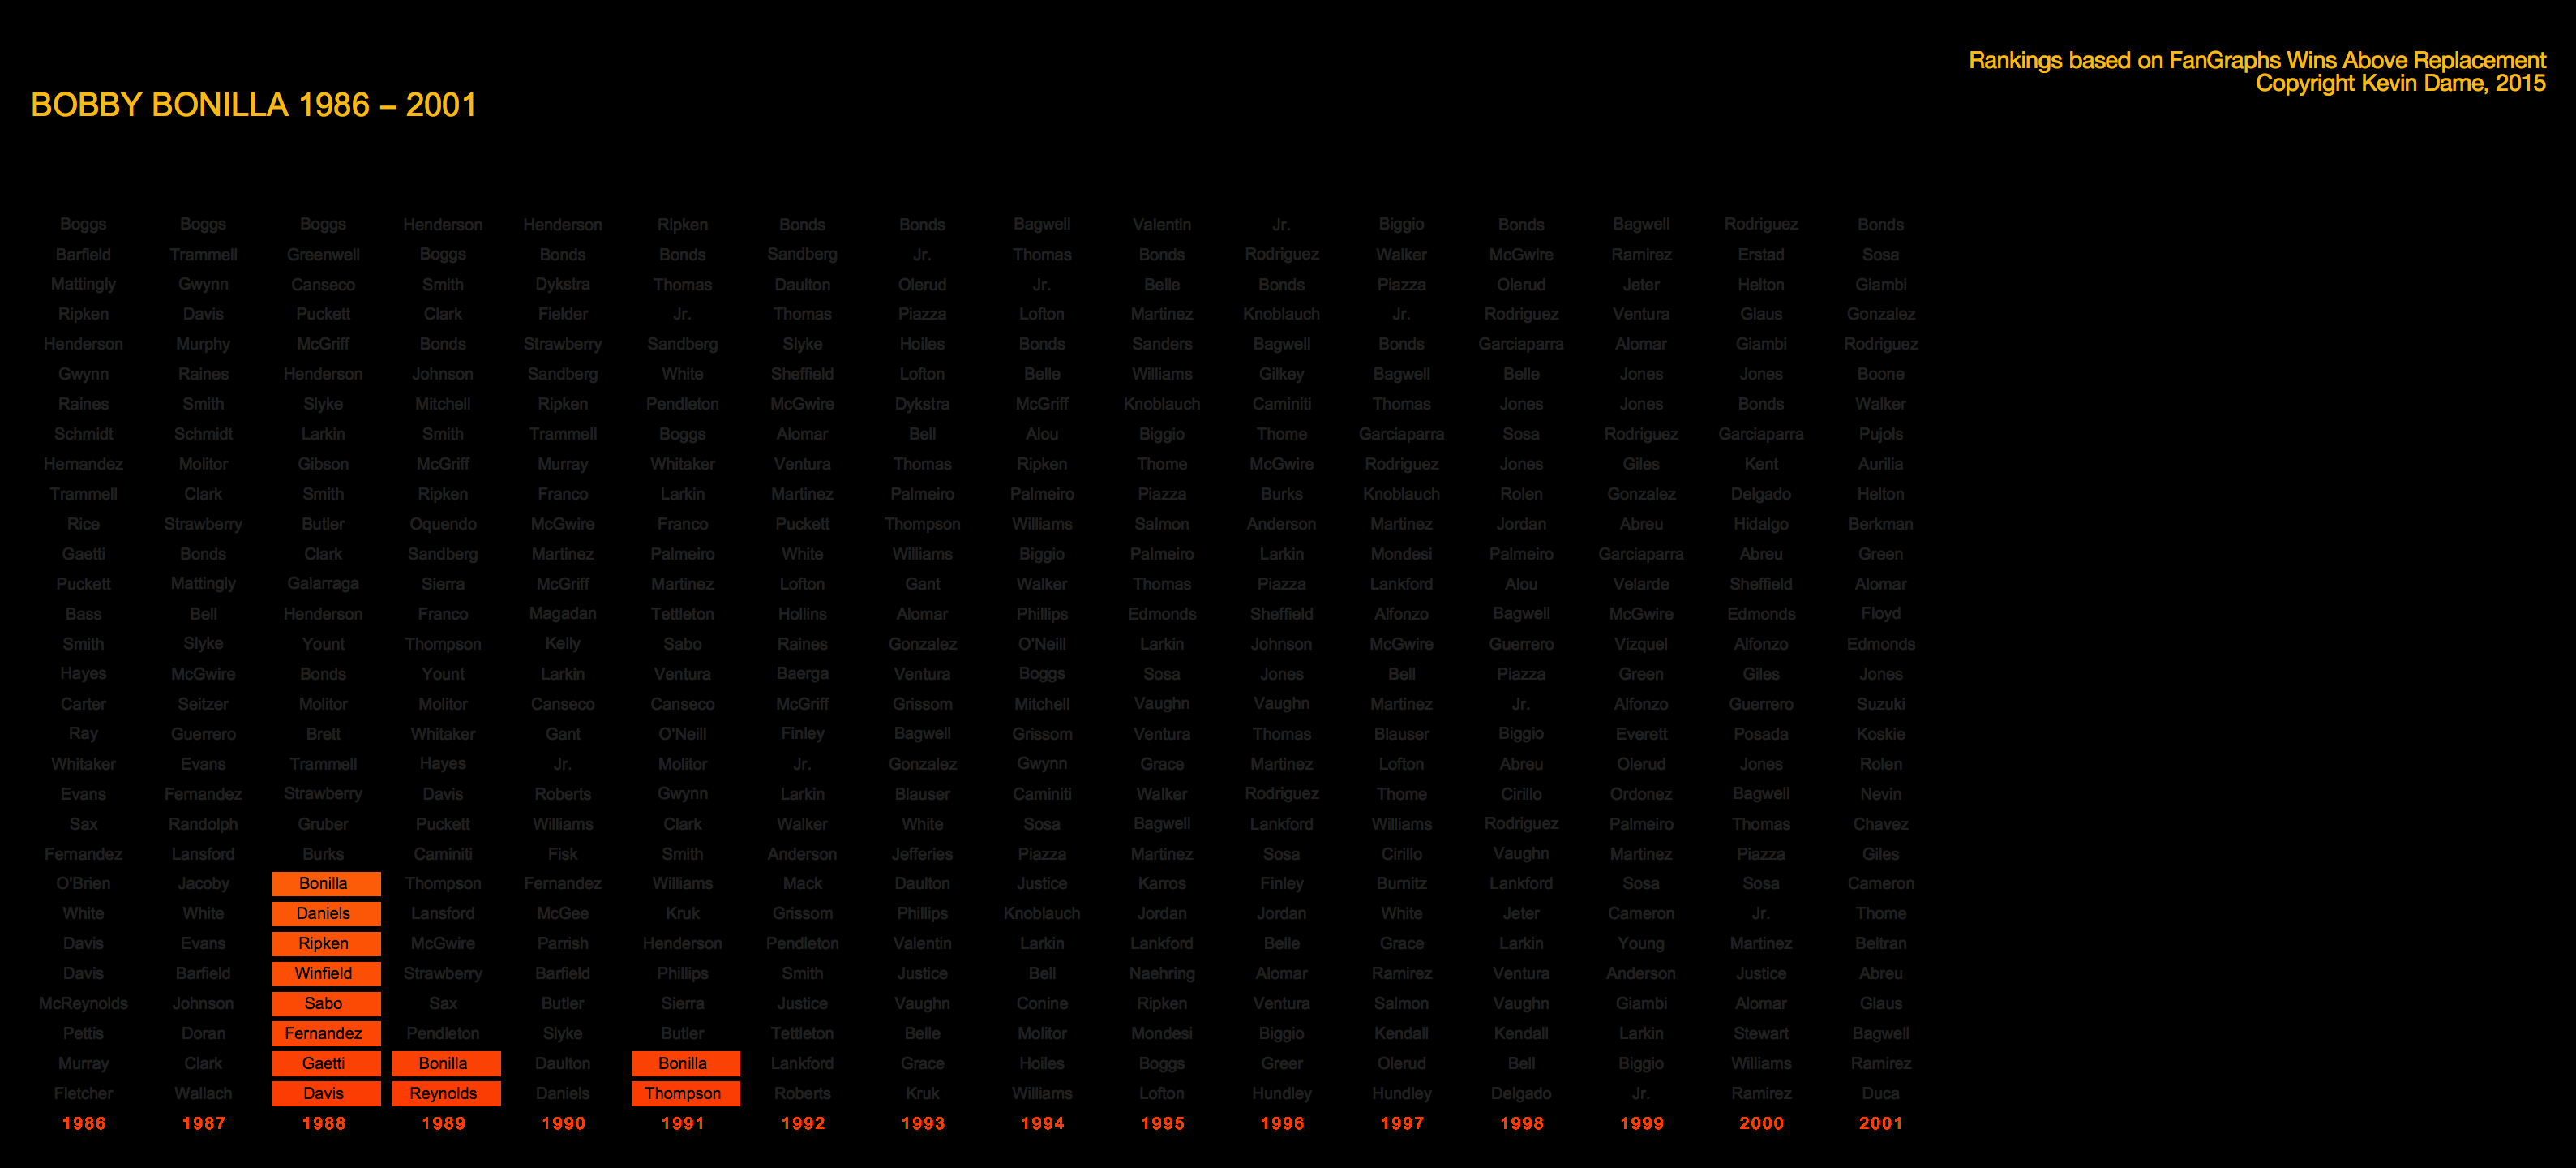 Rankings based on FanGraphs Wins Above Replacement
Copyright Kevin Dame, 2015
BOBBY BONILLA 1986 – 2001
Boggs Boggs Boggs Henderson Henderson Ripken Bonds Bonds Bagwell Valentin Jr. Biggio Bonds Bagwell Rodriguez Bonds
Barfield Trammell Greenwell Boggs Bonds Bonds Sandberg Jr. Thomas Bonds Rodriguez Walker McGwire Ramirez Erstad Sosa
Mattingly Gwynn Canseco Smith Dykstra Thomas Daulton Olerud Jr. Belle Bonds Piazza Olerud Jeter Helton Giambi
Ripken Davis Puckett Clark Fielder Jr. Thomas Piazza Lofton Martinez Knoblauch Jr. Rodriguez Ventura Glaus Gonzalez
Henderson Murphy McGriff Bonds Strawberry Sandberg Slyke Hoiles Bonds Sanders Bagwell Bonds Garciaparra Alomar Giambi Rodriguez
Gwynn Raines Henderson Johnson Sandberg White Sheffield Lofton Belle Williams Gilkey Bagwell Belle Jones Jones Boone
Raines Smith Slyke Mitchell Ripken Pendleton McGwire Dykstra McGriff Knoblauch Caminiti Thomas Jones Jones Bonds Walker
Schmidt Schmidt Larkin Smith Trammell Boggs Alomar Bell Alou Biggio Thome Garciaparra Sosa Rodriguez Garciaparra Pujols
Hernandez Molitor Gibson McGriff Murray Whitaker Ventura Thomas Ripken Thome McGwire Rodriguez Jones Giles Kent Aurilia
Trammell Clark Smith Ripken Franco Larkin Martinez Palmeiro Palmeiro Piazza Burks Knoblauch Rolen Gonzalez Delgado Helton
Rice Strawberry Butler Oquendo McGwire Franco Puckett Thompson Williams Salmon Anderson Martinez Jordan Abreu Hidalgo Berkman
Gaetti Bonds Clark Sandberg Martinez Palmeiro White Williams Biggio Palmeiro Larkin Mondesi Palmeiro Garciaparra Abreu Green
Puckett Mattingly Galarraga Sierra McGriff Martinez Lofton Gant Walker Thomas Piazza Lankford Alou Velarde Sheffield Alomar
Bass Bell Henderson Franco Magadan Tettleton Hollins Alomar Phillips Edmonds Sheffield Alfonzo Bagwell McGwire Edmonds Floyd
Smith Slyke Yount Thompson Kelly Sabo Raines Gonzalez O'Neill Larkin Johnson McGwire Guerrero Vizquel Alfonzo Edmonds
Hayes McGwire Bonds Yount Larkin Ventura Baerga Ventura Boggs Sosa Jones Bell Piazza Green Giles Jones
Carter Seitzer Molitor Molitor Canseco Canseco McGriff Grissom Mitchell Vaughn Vaughn Martinez Jr. Alfonzo Guerrero Suzuki
Ray Guerrero Brett Whitaker Gant O'Neill Finley Bagwell Grissom Ventura Thomas Blauser Biggio Everett Posada Koskie
Whitaker Evans Trammell Hayes Jr. Molitor Jr. Gonzalez Gwynn Grace Martinez Lofton Abreu Olerud Jones Rolen
Evans Fernandez Strawberry Davis Roberts Gwynn Larkin Blauser Caminiti Walker Rodriguez Thome Cirillo Ordonez Bagwell Nevin
Sax Randolph Gruber Puckett Williams Clark Walker White Sosa Bagwell Lankford Williams Rodriguez Palmeiro Thomas Chavez
Fernandez Lansford Burks Caminiti Fisk Smith Anderson Jefferies Piazza Martinez Sosa Cirillo Vaughn Martinez Piazza Giles
O'Brien Jacoby Bonilla Thompson Fernandez Williams Mack Daulton Justice Karros Finley Burnitz Lankford Sosa Sosa Cameron
White White Daniels Lansford McGee Kruk Grissom Phillips Knoblauch Jordan Jordan White Jeter Cameron Jr. Thome
Davis Evans Ripken McGwire Parrish Henderson Pendleton Valentin Larkin Lankford Belle Grace Larkin Young Martinez Beltran
Davis Barfield Winfield Strawberry Barfield Phillips Smith Justice Bell Naehring Alomar Ramirez Ventura Anderson Justice Abreu
McReynolds Johnson Sabo Sax Butler Sierra Justice Vaughn Conine Ripken Ventura Salmon Vaughn Giambi Alomar Glaus
Pettis Doran Fernandez Pendleton Slyke Butler Tettleton Belle Molitor Mondesi Biggio Kendall Kendall Larkin Stewart Bagwell
Murray Clark Gaetti Bonilla Daulton Bonilla Lankford Grace Hoiles Boggs Greer Olerud Bell Biggio Williams Ramirez
Fletcher Wallach Davis Reynolds Daniels Thompson Roberts Kruk Williams Lofton Hundley Hundley Delgado Jr. Ramirez Duca
1986 1987 1988 1989 1990 1991 1992 1993 1994 1995 1996 1997 1998 1999 2000 2001